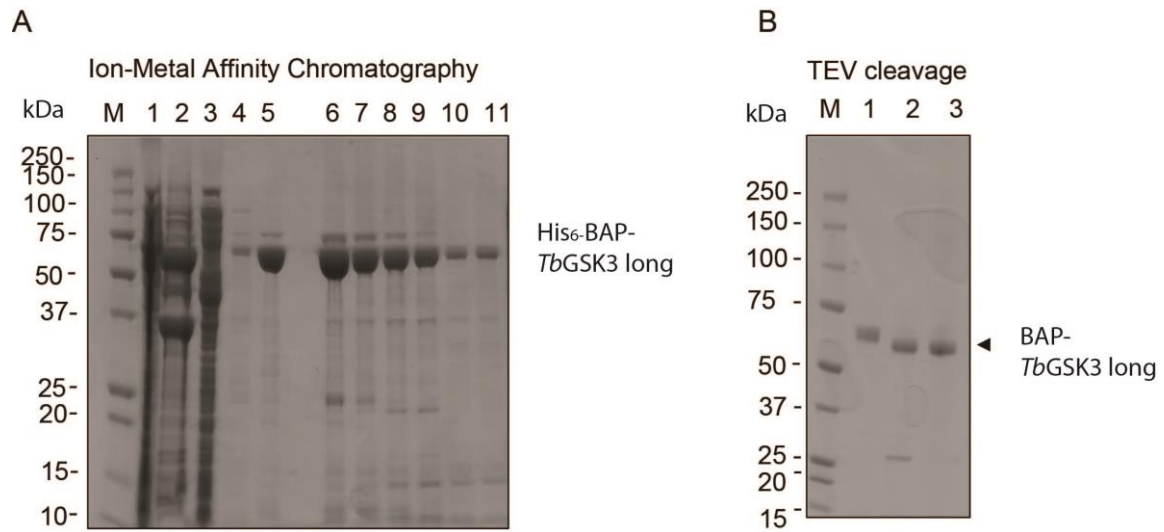 A
Ion-Metal Affinity Chromatography
kDa M 1 2 3 4 5 6 7 8 9 10 11
250-
150-
100-
75-
50-
37-
25-
20-
15-
10-
His₆-BAP-
TbGSK3 long
B
TEV cleavage
kDa M 1 2 3
250 -
150 -
100 -
75 -
50 -
37 -
25 -
20 -
15 -
BAP-
TbGSK3 long